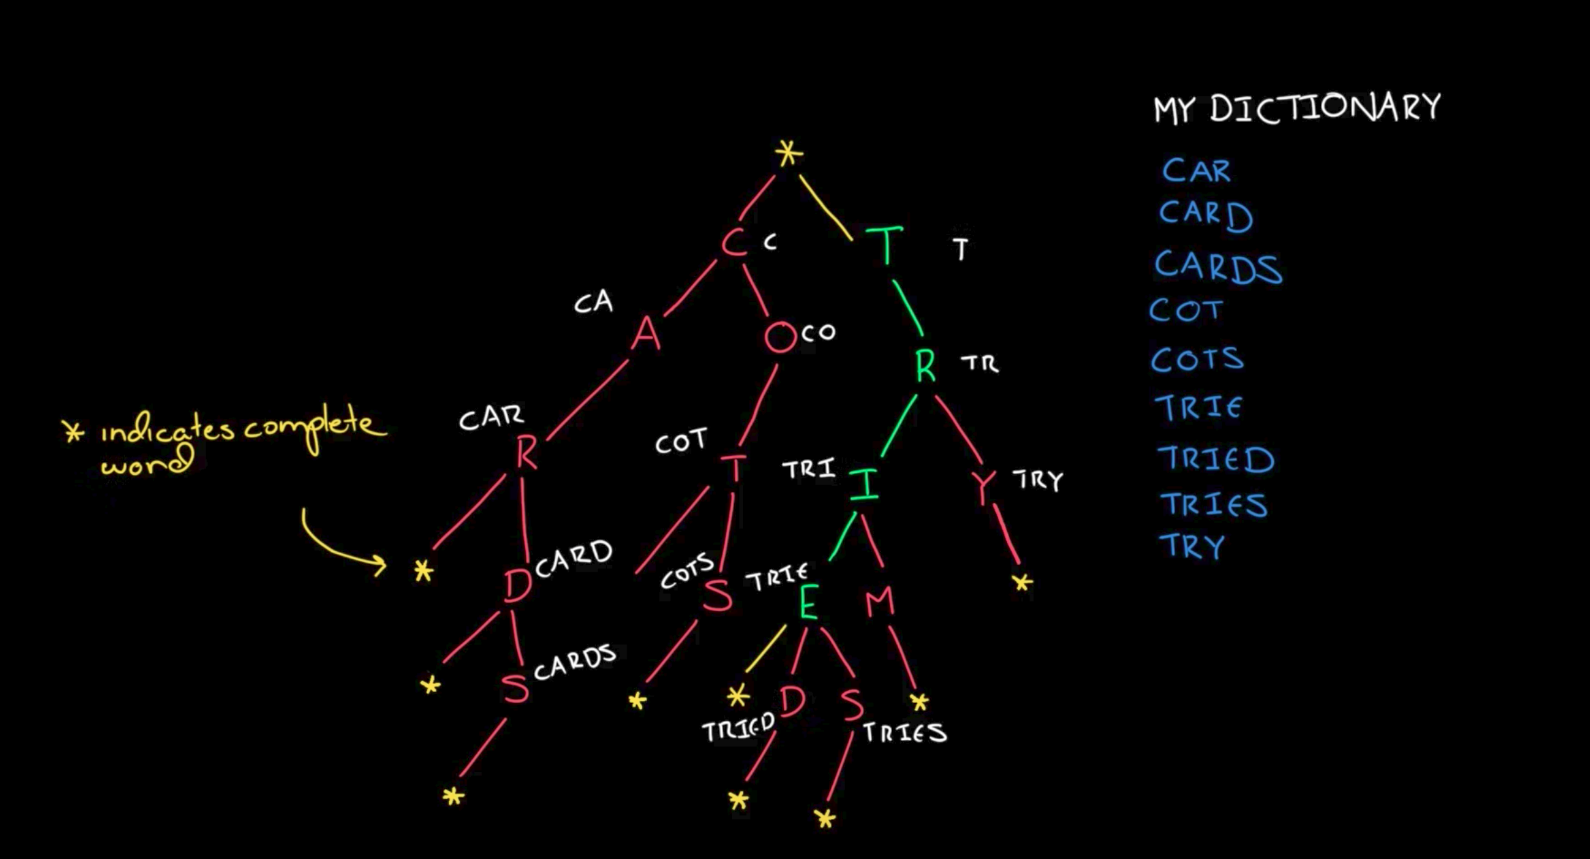 MY DICTIONARY
*
CAR
C C
T T
CARD
CARDS
CA
A
O CO
COT
R TR
COTS
TRIE
* indicates complete
word
CAR
R
COT
T
TRI I
Y TRY
TRIED
TRIES
TRY
*
D CARD
COTS
S
TRIE
E
M
*
*
S CARDS
*
*
D
S
*
TRIED
TRIES
*
*
*